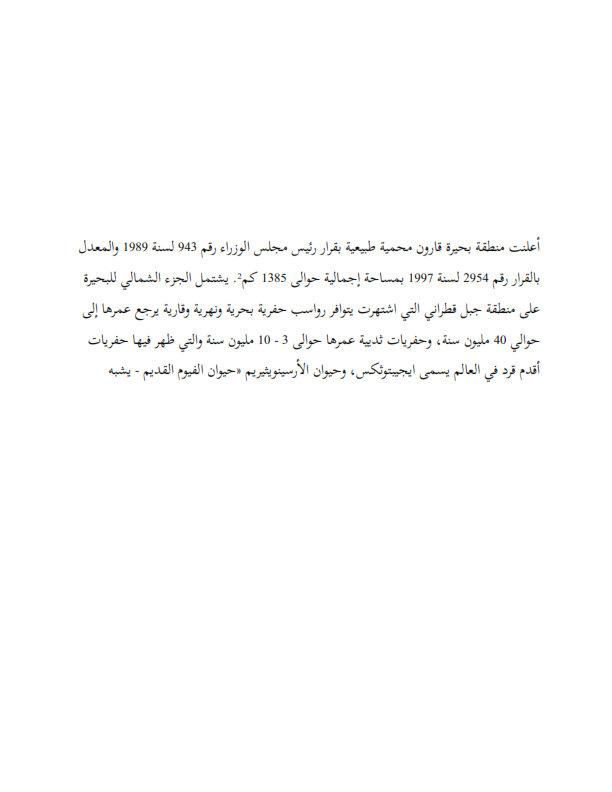 أعلنت منطقة بحيرة قارون محمية طبيعية بقرار رئيس مجلس الوزراء رقم 943 لسنة 1989 والمعدل
بالقرار رقم 2954 لسنة 1997 بمساحة إجمالية حوالى 1385 كم². يشتمل الجزء الشمالي للبحيرة
على منطقة جبل قطراني التي اشتهرت يتوافر رواسب حفرية بحرية ونهرية وقارية يرجع عمرها إلى
حوالي 40 مليون سنة، وحفريات ثديية عمرها حوالى 3 - 10 مليون سنة والتي ظهر فيها حفريات
أقدم قرد في العالم يسمى ايجيبتوثكس، وحيوان الأرسينويثيريم «حيوان الفيوم القديم - يشبه